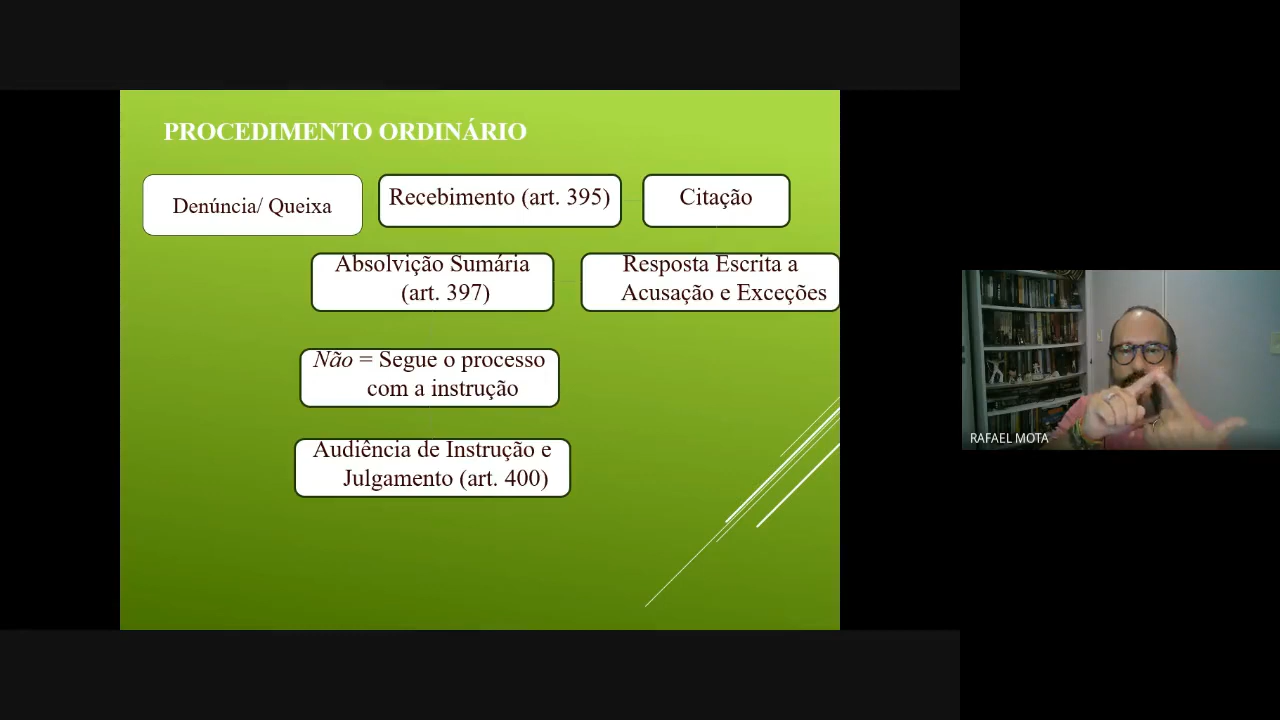 PROCEDIMENTO ORDINÁRIO
Denúncia/ Queixa
Recebimento (art. 395)
Citação
Absolvição Sumária
(art. 397)
Resposta Escrita a
Acusação e Exceções
Não = Segue o processo
com a instrução
Audiência de Instrução e
Julgamento (art. 400)
RAFAEL MOTA